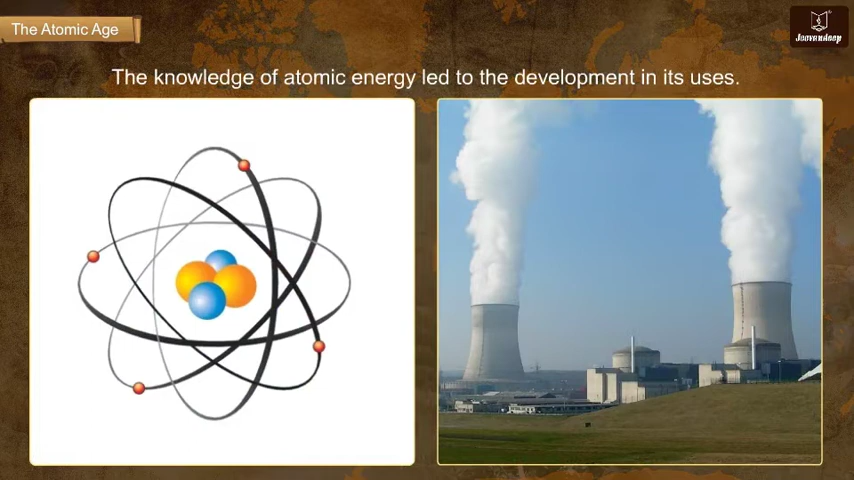 The Atomic Age
Jeevandeep
The knowledge of atomic energy led to the development in its uses.